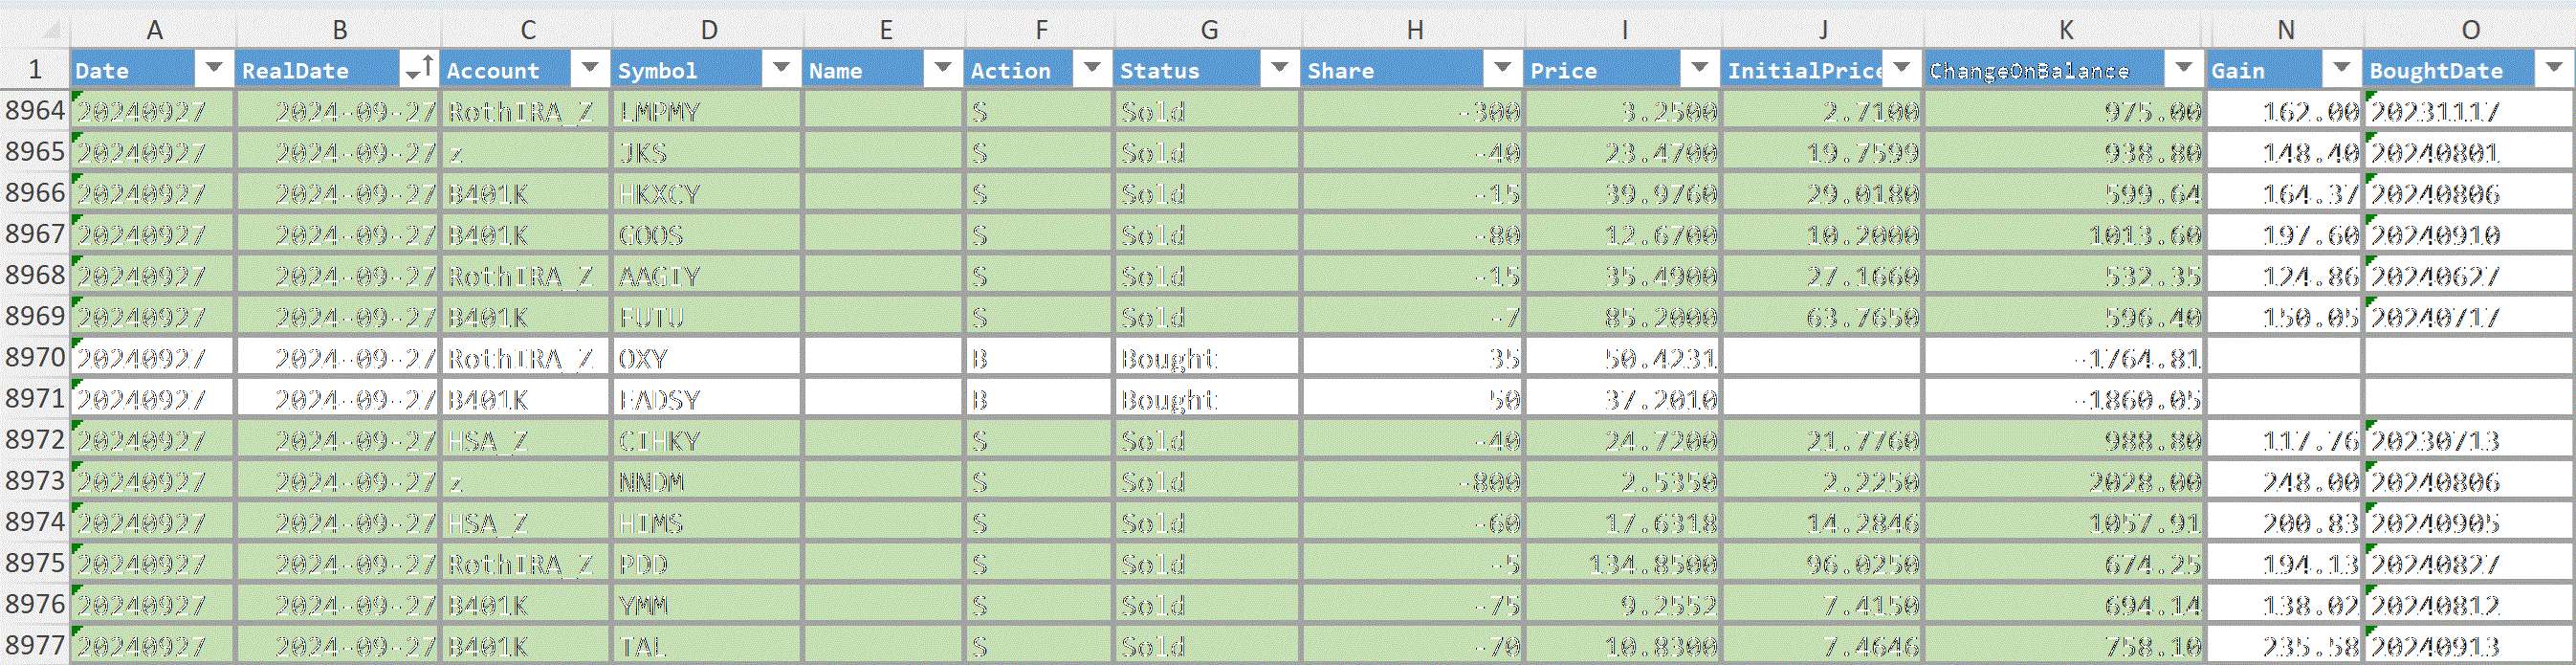 A B C D E F G H I J K N O
1 Date RealDate Account Symbol Name Action Status Share Price InitialPrice ChangeOnBalance Gain BoughtDate
8964 20240927 2024-09-27 RothIRA_Z LMPMY S Sold -300 3.2500 2.7100 975.00 162.00 20231117
8965 20240927 2024-09-27 z JKS S Sold -40 23.4700 19.7599 938.80 148.40 20240801
8966 20240927 2024-09-27 B401K HKXCY S Sold -15 39.9760 29.0180 599.64 164.37 20240806
8967 20240927 2024-09-27 B401K GOOS S Sold -80 12.6700 10.2000 1013.60 197.60 20240910
8968 20240927 2024-09-27 RothIRA_Z AAGIY S Sold -15 35.4900 27.1660 532.35 124.86 20240627
8969 20240927 2024-09-27 B401K FUTU S Sold -7 85.2000 63.7650 596.40 150.05 20240717
8970 20240927 2024-09-27 RothIRA_Z OXY B Bought 35 50.4231 -1764.81
8971 20240927 2024-09-27 B401K EADSY B Bought 50 37.2010 -1860.05
8972 20240927 2024-09-27 HSA_Z CIHKY S Sold -40 24.7200 21.7760 988.80 117.76 20230713
8973 20240927 2024-09-27 z NNDM S Sold -800 2.5350 2.2250 2028.00 248.00 20240806
8974 20240927 2024-09-27 HSA_Z HIMS S Sold -60 17.6318 14.2846 1057.91 200.83 20240905
8975 20240927 2024-09-27 RothIRA_Z PDD S Sold -5 134.8500 96.0250 674.25 194.13 20240827
8976 20240927 2024-09-27 B401K YMM S Sold -75 9.2552 7.4150 694.14 138.02 20240812
8977 20240927 2024-09-27 B401K TAL S Sold -70 10.8300 7.4646 758.10 235.58 20240913